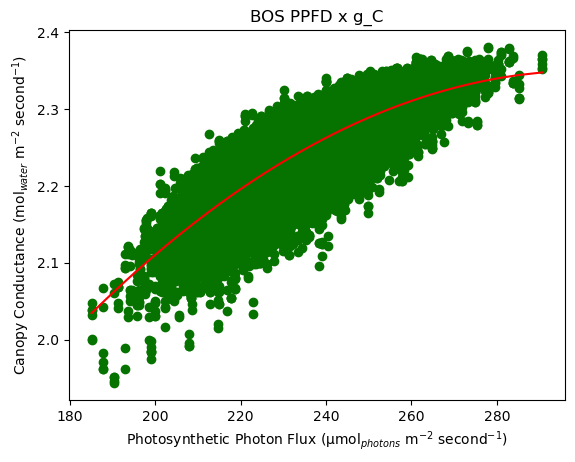 BOS PPFD x g_C
2.4
2.3
2.2
2.1
2.0
Canopy Conductance (mol_water m^−2 second^−1)
180 200 220 240 260 280
Photosynthetic Photon Flux (μmol_photons m^−2 second^−1)